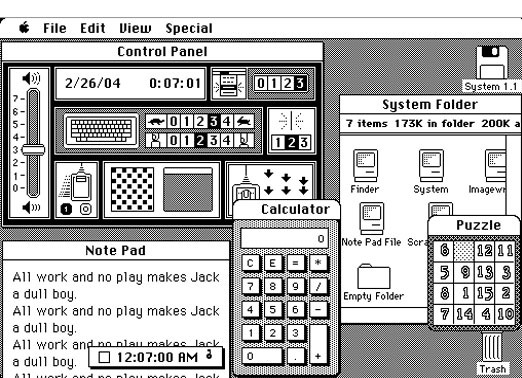 File Edit View Special
Control Panel
2/26/04 0:07:01
0 1 2 3
7-
6-
5-
4-
3-
2-
1-
0-
0 1 2 3 4
0 1 2 3 4
1 2 3
1 0
System 1.1
System Folder
7 items 173K in folder 200K a
Finder
System
Imagewr
Note Pad File
Scra
Empty Folder
Calculator
0
C E = *
7 8 9 /
4 5 6 -
1 2 3
0 . +
Puzzle
6 12 11
5 9 13 3
8 1 15 2
7 14 4 10
Note Pad
All work and no play makes Jack
a dull boy.
All work and no play makes Jack
a dull boy.
All work and no play makes Jack
a dull boy.
All work and no play makes Jack
12:07:00 AM
Trash